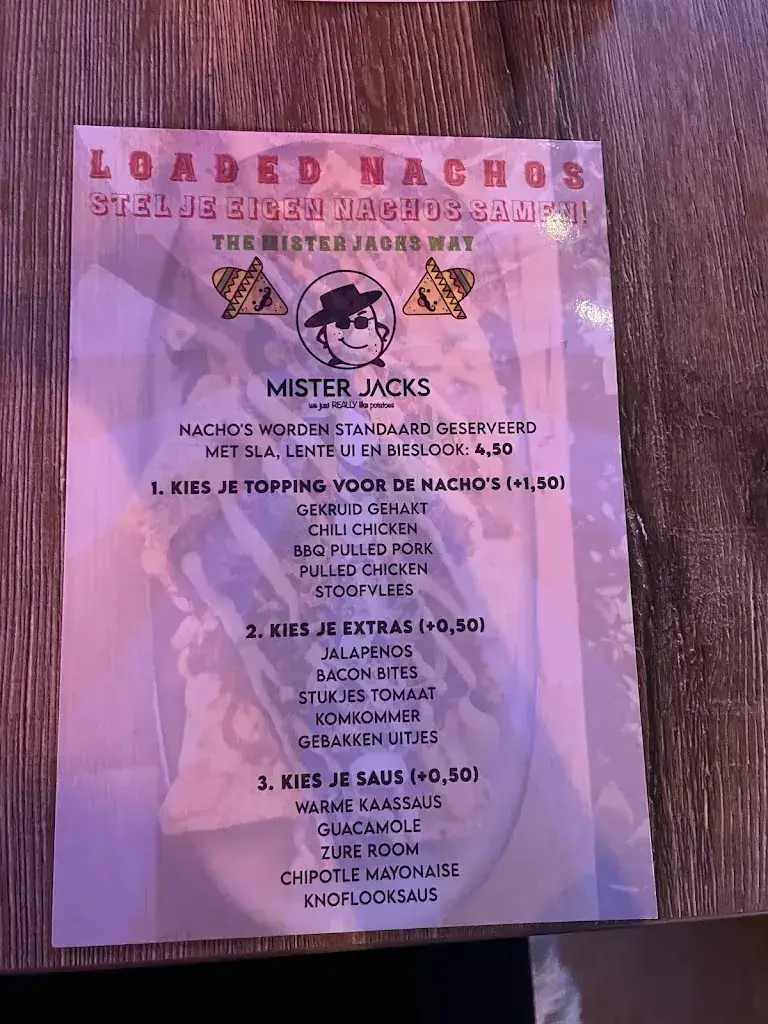 LOADED NACHOS
STEL JE EIGEN NACHOS SAMEN!
THE MISTER JACKS WAY
MISTER JACKS
we just REALLY like potatoes
NACHO'S WORDEN STANDAARD GESERVEERD
MET SLA, LENTE UI EN BIESLOOK: 4,50
1. KIES JE TOPPING VOOR DE NACHO'S (+1,50)
GEKRUID GEHAKT
CHILI CHICKEN
BBQ PULLED PORK
PULLED CHICKEN
STOOFVLEES
2. KIES JE EXTRAS (+0,50)
JALAPENOS
BACON BITES
STUKJES TOMAAT
KOMKOMMER
GEBAKKEN UITJES
3. KIES JE SAUS (+0,50)
WARME KAASSAUS
GUACAMOLE
ZURE ROOM
CHIPOTLE MAYONAISE
KNOFLOOKSAUS